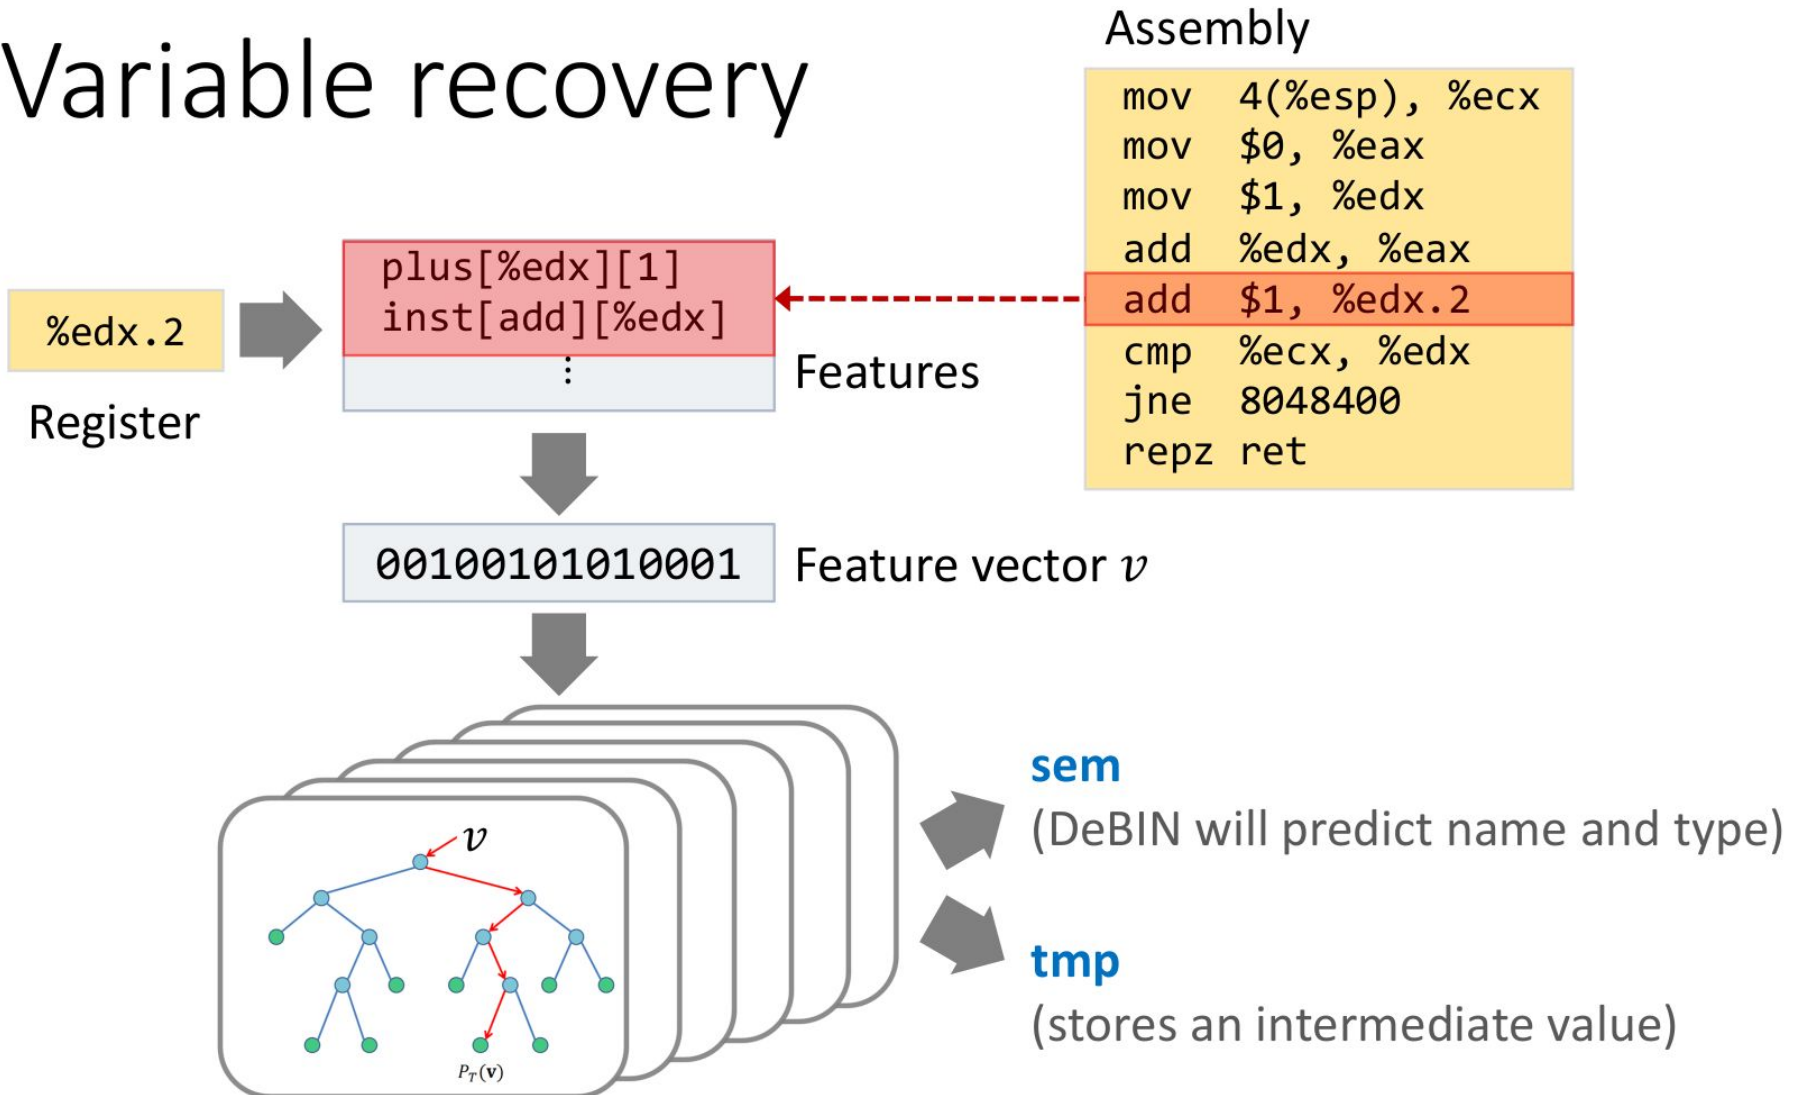 Variable recovery
Assembly
mov 4(%esp), %ecx
mov $0, %eax
mov $1, %edx
add %edx, %eax
add $1, %edx.2
cmp %ecx, %edx
jne 8048400
repz ret
%edx.2
Register
plus[%edx][1]
inst[add][%edx]
⋮
Features
00100101010001
Feature vector v
v
P_T(v)
sem
(DeBIN will predict name and type)
tmp
(stores an intermediate value)